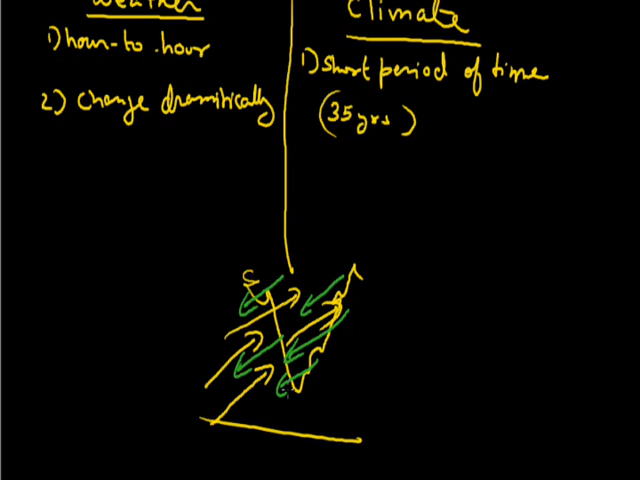 Weather
1) hour-to-hour
2) change dramitically
Climate
1) short period of time
(35 yrs)